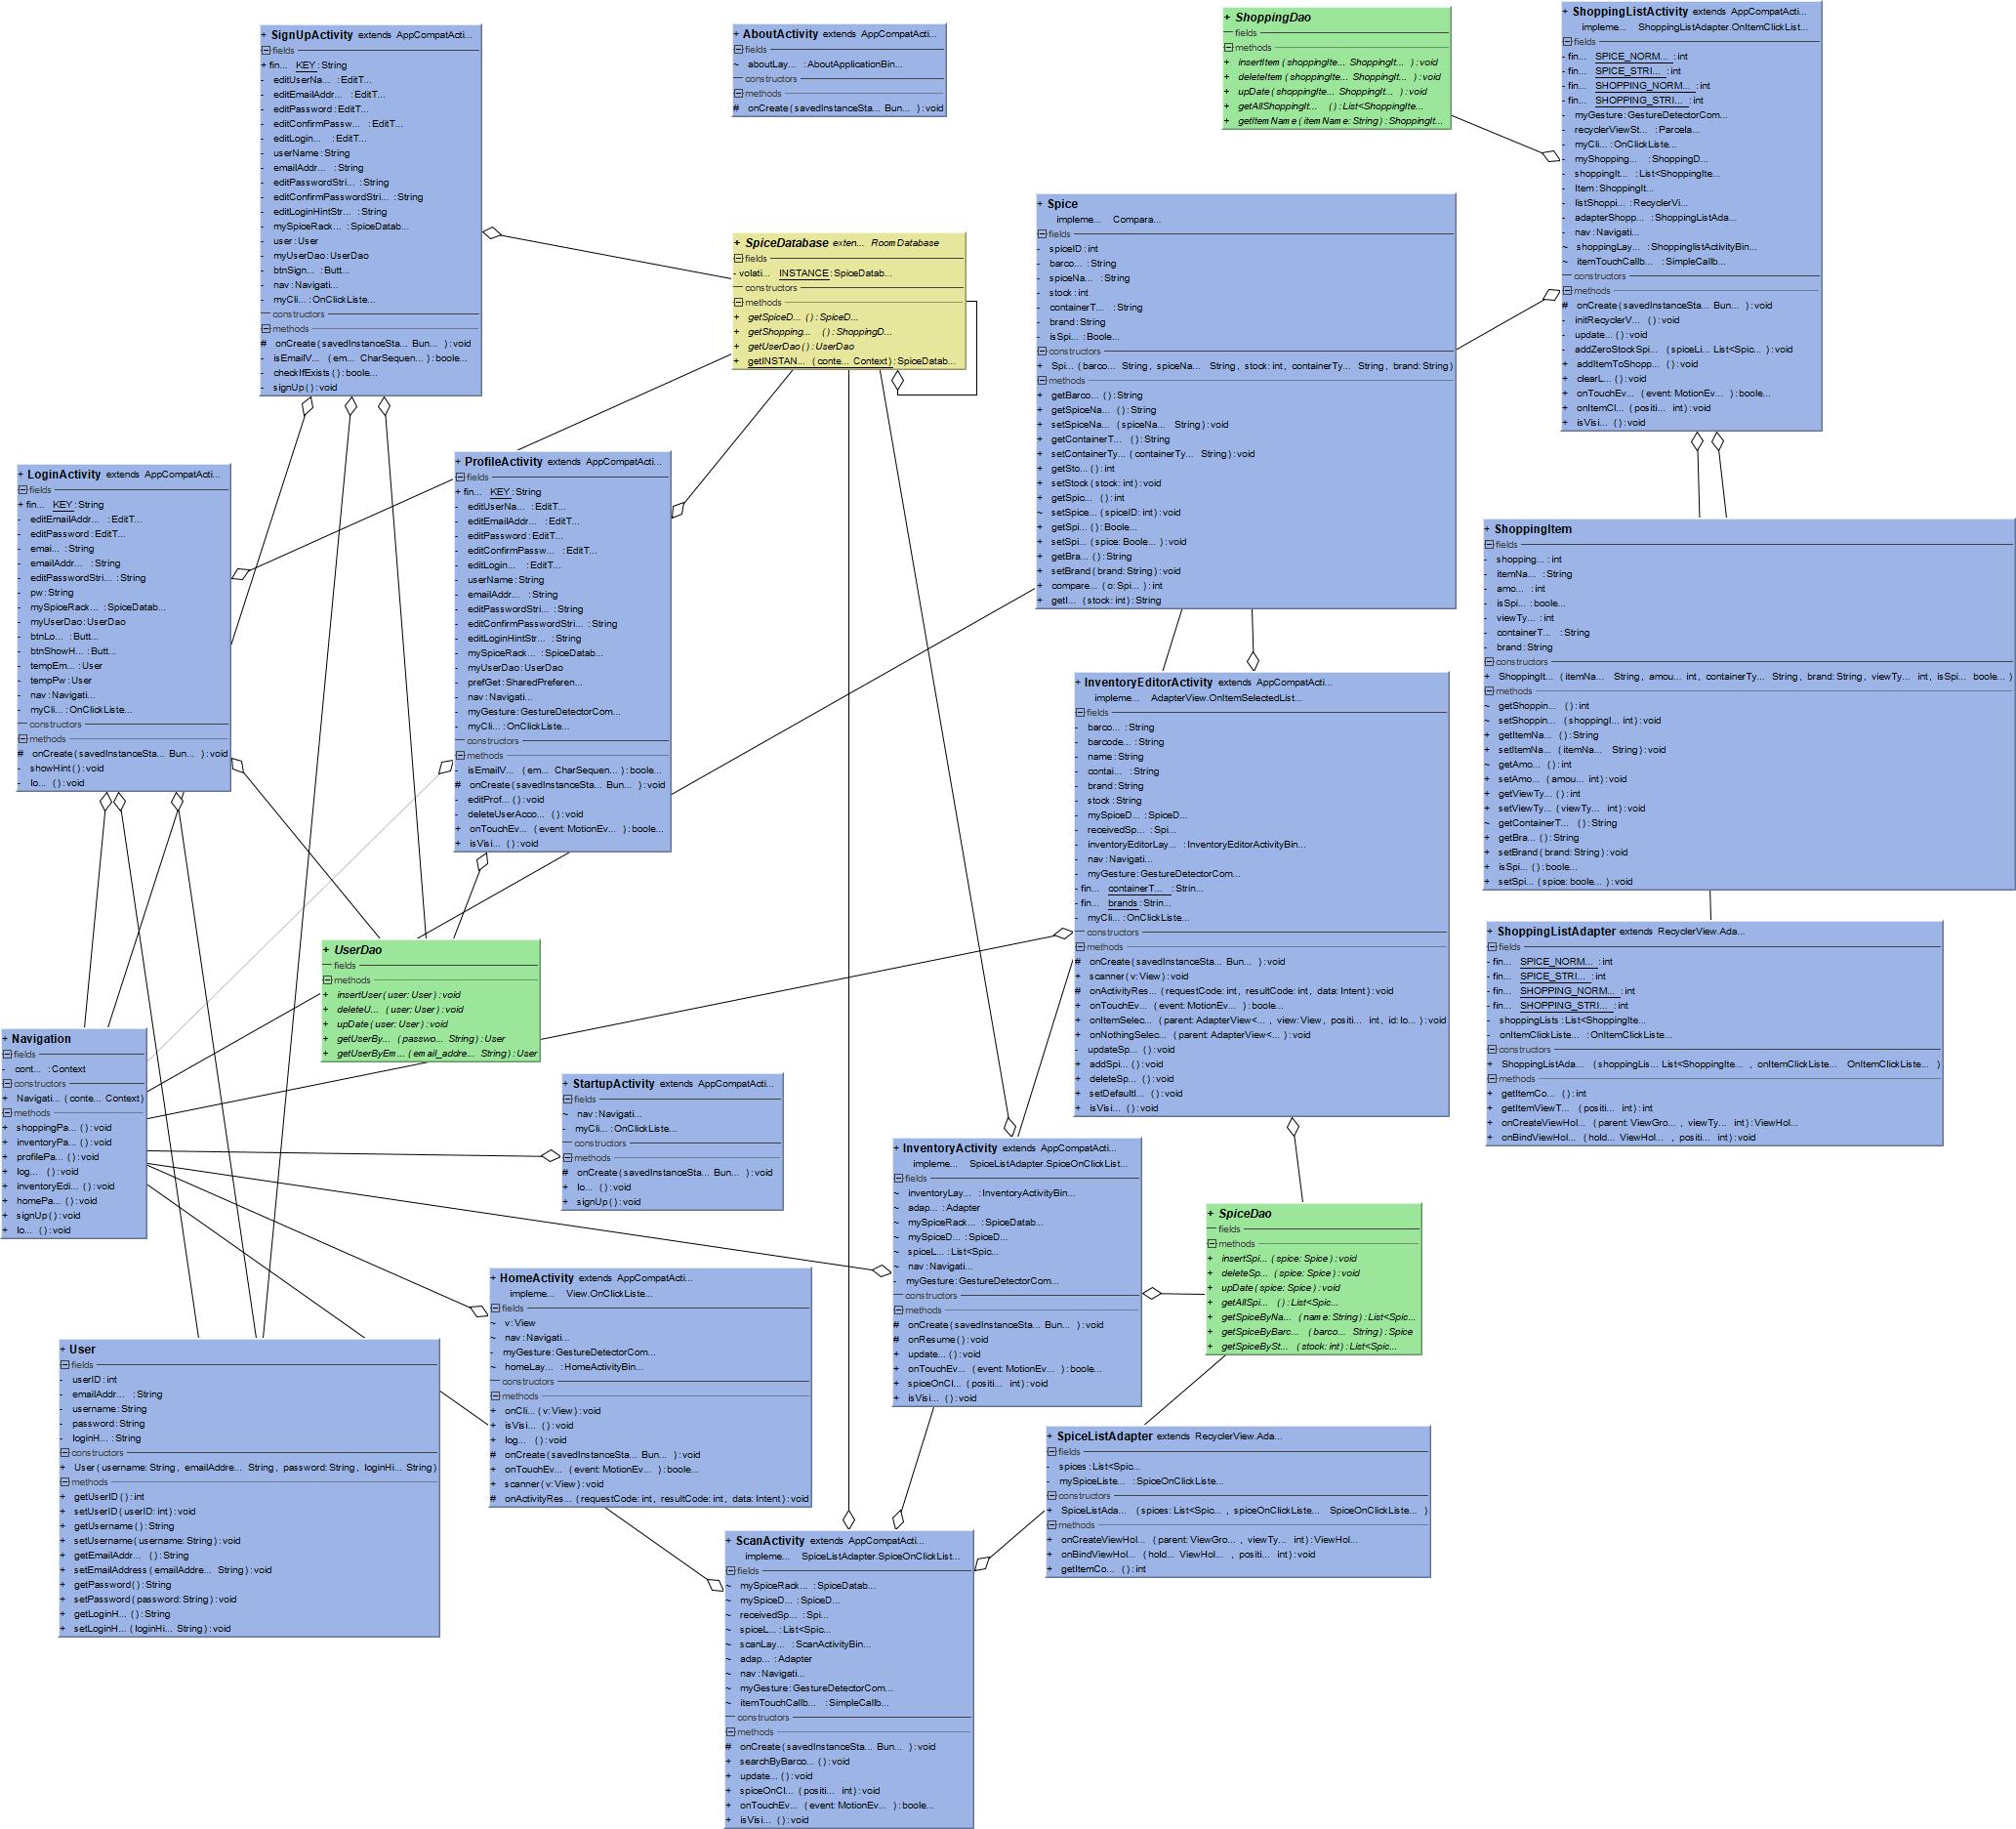 + SignUpActivity extends AppCompatActi...
fields
+ fin... KEY : String
- editUserNa... : EditT...
- editEmailAddr... : EditT...
- editPassword : EditT...
- editConfirmPassw... : EditT...
- editLogin... : EditT...
- userName : String
- emailAddr... : String
- editPasswordStri... : String
- editConfirmPasswordStri... : String
- editLoginHintStr... : String
- mySpiceRack... : SpiceDatab...
- user : User
- myUserDao : UserDao
- btnSign... : Butt...
- nav : Navigati...
- myCli... : OnClickListe...
constructors
methods
# onCreate ( savedInstanceSta... Bun... ) : void
- isEmailV... ( em... CharSequen... ) : boole...
- checkIfExists ( ) : boole...
- signUp ( ) : void
+ AboutActivity extends AppCompatActi...
fields
~ aboutLay... : AboutApplicationBin...
constructors
methods
# onCreate ( savedInstanceSta... Bun... ) : void
+ ShoppingDao
fields
methods
+ insertItem ( shoppingIte... ShoppingIt... ) : void
+ deleteItem ( shoppingIte... ShoppingIt... ) : void
+ upDate ( shoppingIte... ShoppingIt... ) : void
+ getAllShoppingIt... ( ) : List<ShoppingIte...
+ getItemName ( itemName: String ) : ShoppingIt...
+ ShoppingListActivity extends AppCompatActi...
impleme... ShoppingListAdapter.OnItemClickList...
fields
- fin... SPICE_NORM... : int
- fin... SPICE_STRI... : int
- fin... SHOPPING_NORM... : int
- fin... SHOPPING_STRI... : int
- myGesture : GestureDetectorCom...
- recyclerViewSt... : Parcela...
- myCli... : OnClickListe...
- myShopping... : ShoppingD...
- shoppingIt... : List<ShoppingIte...
- Item : ShoppingIt...
- listShoppi... : RecyclerVi...
- adapterShopp... : ShoppingListAda...
- nav : Navigati...
~ shoppingLay... : ShoppinglistActivityBin...
~ itemTouchCallb... : SimpleCallb...
constructors
methods
# onCreate ( savedInstanceSta... Bun... ) : void
- initRecyclerV... ( ) : void
- update... ( ) : void
- addZeroStockSpi... ( spiceLi... List<Spic... ) : void
+ addItemToShopp... ( ) : void
- clearL... ( ) : void
+ onTouchEv... ( event: MotionEv... ) : boole...
+ onItemCl... ( positi... int ) : void
+ isVisi... ( ) : void
+ SpiceDatabase exten... RoomDatabase
fields
- volati... INSTANCE : SpiceDatab...
constructors
methods
+ getSpiceD... ( ) : SpiceD...
+ getShopping... ( ) : ShoppingD...
+ getUserDao ( ) : UserDao
+ getINSTAN... ( conte... Context ) : SpiceDatab...
+ Spice
impleme... Compara...
fields
- spiceID : int
- barco... : String
- spiceNa... : String
- stock : int
- containerT... : String
- brand : String
- isSpi... : Boole...
constructors
+ Spi... ( barco... String , spiceNa... String , stock: int , containerTy... String , brand: String )
methods
+ getBarco... ( ) : String
+ getSpiceNa... ( ) : String
+ setSpiceNa... ( spiceNa... String ) : void
+ getContainerT... ( ) : String
+ setContainerTy... ( containerTy... String ) : void
+ getSto... ( ) : int
+ setStock ( stock: int ) : void
+ getSpic... ( ) : int
~ setSpice... ( spiceID: int ) : void
+ getSpi... ( ) : Boole...
+ setSpi... ( spice: Boole... ) : void
+ getBra... ( ) : String
+ setBrand ( brand: String ) : void
+ compare... ( o: Spi... ) : int
+ getI... ( stock: int ) : String
+ LoginActivity extends AppCompatActi...
fields
+ fin... KEY : String
- editEmailAddr... : EditT...
- editPassword : EditT...
- emai... : String
- emailAddr... : String
- editPasswordStri... : String
- pw : String
- mySpiceRack... : SpiceDatab...
- myUserDao : UserDao
- btnLo... : Butt...
- btnShowH... : Butt...
- tempEm... : User
- tempPw : User
- nav : Navigati...
- myCli... : OnClickListe...
constructors
methods
# onCreate ( savedInstanceSta... Bun... ) : void
- showHint ( ) : void
- lo... ( ) : void
+ ProfileActivity extends AppCompatActi...
fields
+ fin... KEY : String
- editUserNa... : EditT...
- editEmailAddr... : EditT...
- editPassword : EditT...
- editConfirmPassw... : EditT...
- editLogin... : EditT...
- userName : String
- emailAddr... : String
- editPasswordStri... : String
- editConfirmPasswordStri... : String
- editLoginHintStr... : String
- mySpiceRack... : SpiceDatab...
- myUserDao : UserDao
- prefGet : SharedPreferen...
- nav : Navigati...
- myGesture : GestureDetectorCom...
- myCli... : OnClickListe...
constructors
methods
- isEmailV... ( em... CharSequen... ) : boole...
# onCreate ( savedInstanceSta... Bun... ) : void
- editProf... ( ) : void
- deleteUserAcco... ( ) : void
+ onTouchEv... ( event: MotionEv... ) : boole...
+ isVisi... ( ) : void
+ ShoppingItem
fields
- shopping... : int
- itemNa... : String
- amo... : int
- isSpi... : boole...
- viewTy... : int
- containerT... : String
- brand : String
constructors
+ ShoppingIt... ( itemNa... String , amou... int , containerTy... String , brand: String , viewTy... int , isSpi... boole... )
methods
~ getShoppin... ( ) : int
~ setShoppin... ( shoppingI... int ) : void
+ getItemNa... ( ) : String
+ setItemNa... ( itemNa... String ) : void
~ getAmo... ( ) : int
+ setAmo... ( amou... int ) : void
+ getViewTy... ( ) : int
+ setViewTy... ( viewTy... int ) : void
~ getContainerT... ( ) : String
+ getBra... ( ) : String
+ setBrand ( brand: String ) : void
+ isSpi... ( ) : boole...
+ setSpi... ( spice: boole... ) : void
+ InventoryEditorActivity extends AppCompatActi...
impleme... AdapterView.OnItemSelectedList...
fields
- barco... : String
- barcode... : String
- name : String
- contai... : String
- brand : String
- stock : String
- mySpiceD... : SpiceD...
- receivedSp... : Spi...
- inventoryEditorLay... : InventoryEditorActivityBin...
- nav : Navigati...
- myGesture : GestureDetectorCom...
- fin... containerT... : Strin...
- fin... brands : Strin...
- myCli... : OnClickListe...
constructors
methods
# onCreate ( savedInstanceSta... Bun... ) : void
+ scanner ( v: View ) : void
# onActivityRes... ( requestCode: int , resultCode: int , data: Intent ) : void
+ onTouchEv... ( event: MotionEv... ) : boole...
+ onItemSelec... ( parent: AdapterView<... , view: View , positi... int , id: lo... ) : void
+ onNothingSelec... ( parent: AdapterView<... ) : void
- updateSp... ( ) : void
+ addSpi... ( ) : void
+ deleteSp... ( ) : void
+ setDefaultI... ( ) : void
+ isVisi... ( ) : void
+ ShoppingListAdapter extends RecyclerView.Ada...
fields
- fin... SPICE_NORM... : int
- fin... SPICE_STRI... : int
- fin... SHOPPING_NORM... : int
- fin... SHOPPING_STRI... : int
- shoppingLists : List<ShoppingIte...
- onItemClickListe... : OnItemClickListe...
constructors
+ ShoppingListAda... ( shoppingLis... List<ShoppingIte... , onItemClickListe... OnItemClickListe... )
methods
+ getItemCo... ( ) : int
+ getItemViewT... ( positi... int ) : int
+ onCreateViewHol... ( parent: ViewGro... , viewTy... int ) : ViewHol...
+ onBindViewHol... ( hold... ViewHol... , positi... int ) : void
+ UserDao
fields
methods
+ insertUser ( user: User ) : void
+ deleteU... ( user: User ) : void
+ upDate ( user: User ) : void
+ getUserBy... ( passwo... String ) : User
+ getUserByEm... ( email_addre... String ) : User
+ Navigation
fields
- cont... : Context
constructors
+ Navigati... ( conte... Context )
methods
+ shoppingPa... ( ) : void
+ inventoryPa... ( ) : void
+ profilePa... ( ) : void
+ log... ( ) : void
+ inventoryEdi... ( ) : void
+ homePa... ( ) : void
+ signUp ( ) : void
+ lo... ( ) : void
+ StartupActivity extends AppCompatActi...
fields
~ nav : Navigati...
- myCli... : OnClickListe...
constructors
methods
# onCreate ( savedInstanceSta... Bun... ) : void
+ lo... ( ) : void
+ signUp ( ) : void
+ InventoryActivity extends AppCompatActi...
impleme... SpiceListAdapter.SpiceOnClickList...
fields
~ inventoryLay... : InventoryActivityBin...
~ adap... : Adapter
~ mySpiceRack... : SpiceDatab...
~ mySpiceD... : SpiceD...
~ spiceL... : List<Spic...
~ nav : Navigati...
- myGesture : GestureDetectorCom...
constructors
methods
# onCreate ( savedInstanceSta... Bun... ) : void
# onResume ( ) : void
+ update... ( ) : void
+ onTouchEv... ( event: MotionEv... ) : boole...
+ spiceOnCl... ( positi... int ) : void
+ isVisi... ( ) : void
+ SpiceDao
fields
methods
+ insertSpi... ( spice: Spice ) : void
+ deleteSp... ( spice: Spice ) : void
+ upDate ( spice: Spice ) : void
+ getAllSpi... ( ) : List<Spic...
+ getSpiceByNa... ( name: String ) : List<Spic...
+ getSpiceByBarc... ( barco... String ) : Spice
+ getSpiceBySt... ( stock: int ) : List<Spic...
+ HomeActivity extends AppCompatActi...
impleme... View.OnClickListe...
fields
~ v : View
~ nav : Navigati...
- myGesture : GestureDetectorCom...
~ homeLay... : HomeActivityBin...
constructors
methods
+ onCli... ( v: View ) : void
+ isVisi... ( ) : void
+ log... ( ) : void
# onCreate ( savedInstanceSta... Bun... ) : void
+ onTouchEv... ( event: MotionEv... ) : boole...
+ scanner ( v: View ) : void
# onActivityRes... ( requestCode: int , resultCode: int , data: Intent ) : void
+ User
fields
- userID : int
- emailAddr... : String
- username : String
- password : String
- loginH... : String
constructors
+ User ( username: String , emailAddre... String , password: String , loginHi... String )
methods
+ getUserID ( ) : int
+ setUserID ( userID: int ) : void
+ getUsername ( ) : String
+ setUsername ( username: String ) : void
+ getEmailAddr... ( ) : String
+ setEmailAddress ( emailAddre... String ) : void
+ getPassword ( ) : String
+ setPassword ( password: String ) : void
+ getLoginH... ( ) : String
+ setLoginH... ( loginHi... String ) : void
+ SpiceListAdapter extends RecyclerView.Ada...
fields
- spices : List<Spic...
- mySpiceListe... : SpiceOnClickListe...
constructors
+ SpiceListAda... ( spices: List<Spic... , spiceOnClickListe... SpiceOnClickListe... )
methods
+ onCreateViewHol... ( parent: ViewGro... , viewTy... int ) : ViewHol...
+ onBindViewHol... ( hold... ViewHol... , positi... int ) : void
+ getItemCo... ( ) : int
+ ScanActivity extends AppCompatActi...
impleme... SpiceListAdapter.SpiceOnClickList...
fields
~ mySpiceRack... : SpiceDatab...
~ mySpiceD... : SpiceD...
~ receivedSp... : Spi...
~ spiceL... : List<Spic...
~ scanLay... : ScanActivityBin...
~ adap... : Adapter
~ nav : Navigati...
~ myGesture : GestureDetectorCom...
~ itemTouchCallb... : SimpleCallb...
constructors
methods
# onCreate ( savedInstanceSta... Bun... ) : void
+ searchByBarco... ( ) : void
+ update... ( ) : void
+ spiceOnCl... ( positi... int ) : void
+ onTouchEv... ( event: MotionEv... ) : boole...
+ isVisi... ( ) : void